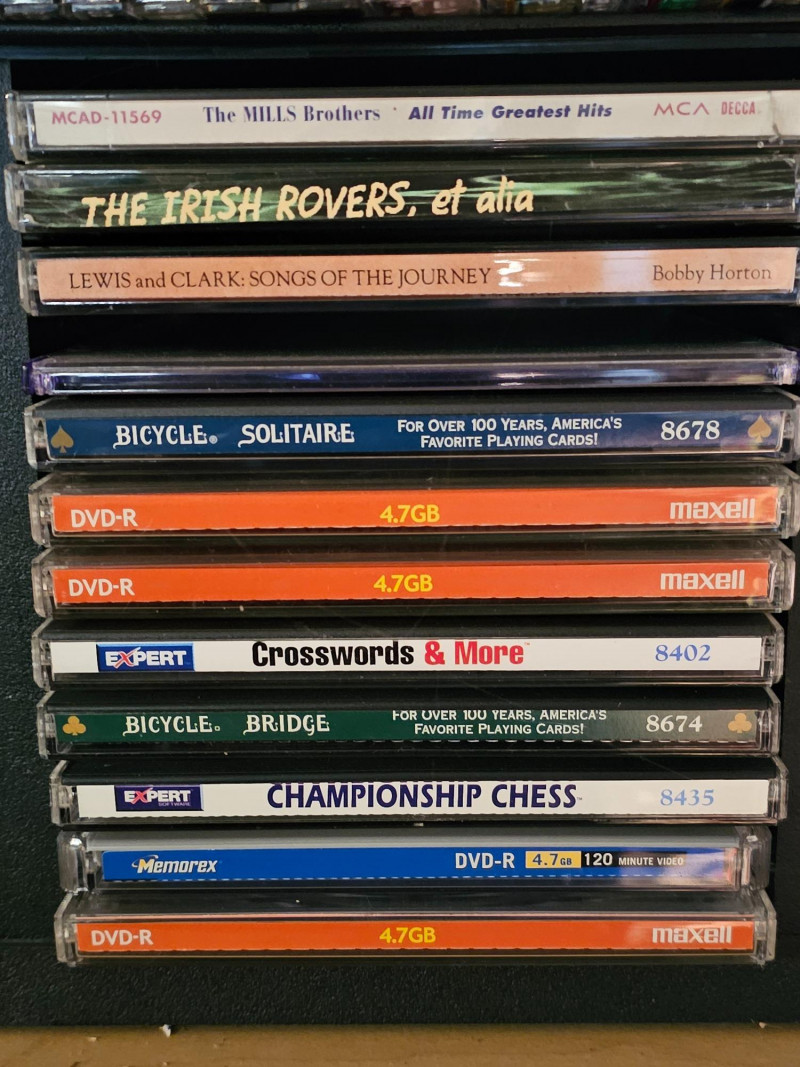 MCAD-11569 The MILLS Brothers · All Time Greatest Hits MCA DECCA
THE IRISH ROVERS, et alia
LEWIS and CLARK: SONGS OF THE JOURNEY Bobby Horton
BICYCLE® SOLITAIRE FOR OVER 100 YEARS, AMERICA'S
FAVORITE PLAYING CARDS! 8678
DVD-R 4.7GB maxell
DVD-R 4.7GB maxell
EXPERT Crosswords & More™ 8402
BICYCLE® BRIDGE FOR OVER 100 YEARS, AMERICA'S
FAVORITE PLAYING CARDS! 8674
EXPERT SOFTWARE CHAMPIONSHIP CHESS™ 8435
Memorex DVD-R 4.7GB 120 MINUTE VIDEO
DVD-R 4.7GB maxell